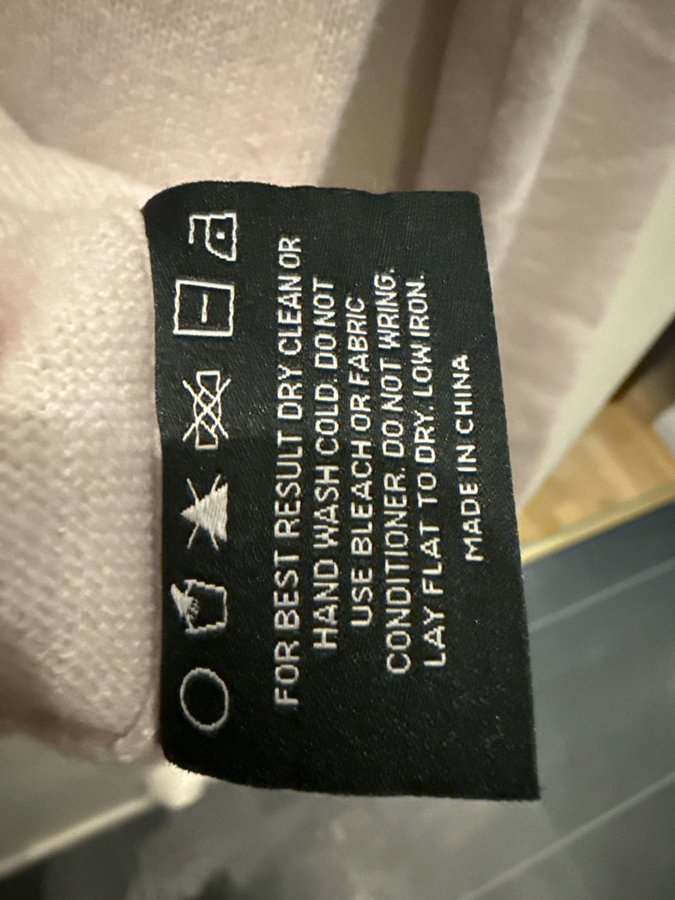 FOR BEST RESULT DRY CLEAN OR
HAND WASH COLD. DO NOT
USE BLEACH OR FABRIC
CONDITIONER. DO NOT WRING.
LAY FLAT TO DRY. LOW IRON.
MADE IN CHINA